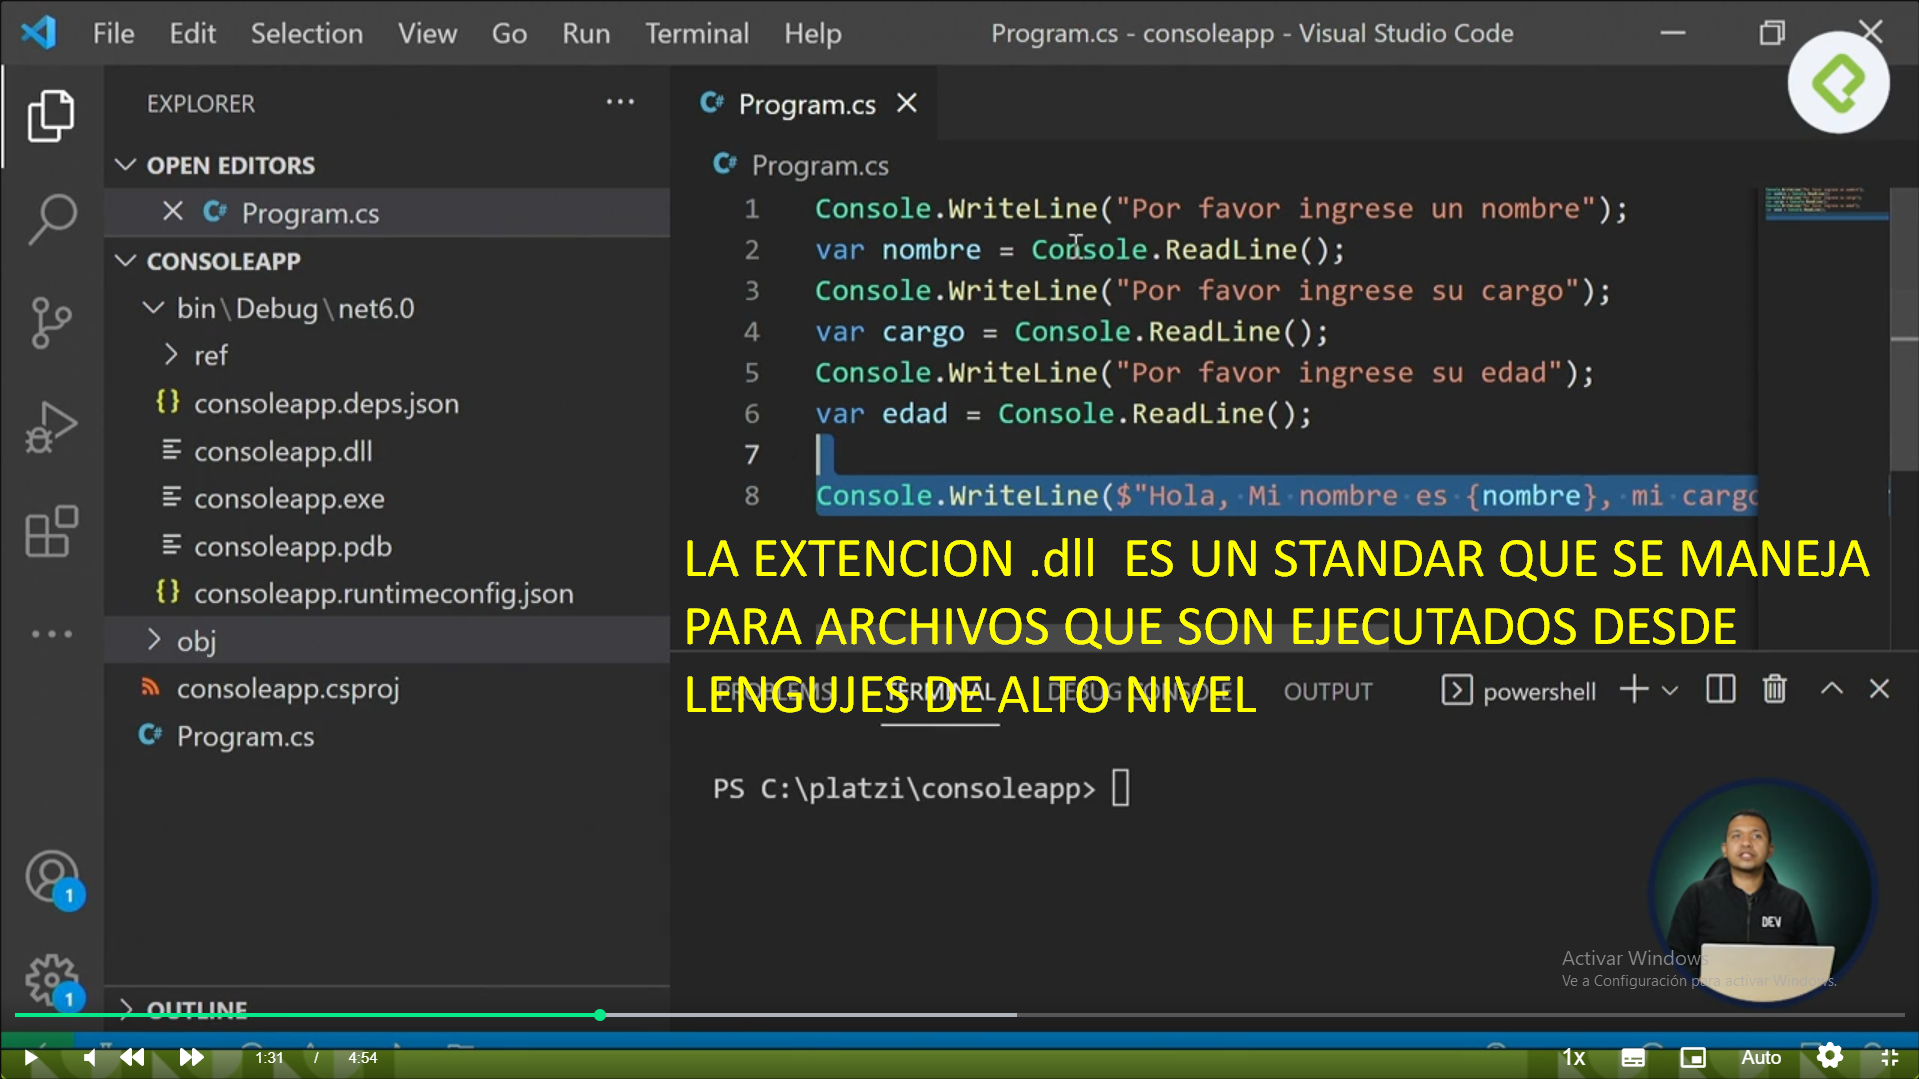 File Edit Selection View Go Run Terminal Help Program.cs - consoleapp - Visual Studio Code
EXPLORER
OPEN EDITORS
Program.cs
CONSOLEAPP
bin\Debug\net6.0
ref
consoleapp.deps.json
consoleapp.dll
consoleapp.exe
consoleapp.pdb
consoleapp.runtimeconfig.json
obj
consoleapp.csproj
Program.cs
OUTLINE
1
1
Program.cs
Program.cs
1 Console.WriteLine("Por favor ingrese un nombre");
2 var nombre = Console.ReadLine();
3 Console.WriteLine("Por favor ingrese su cargo");
4 var cargo = Console.ReadLine();
5 Console.WriteLine("Por favor ingrese su edad");
6 var edad = Console.ReadLine();
7
8 Console.WriteLine($"Hola, Mi nombre es {nombre}, mi cargo
LA EXTENCION .dll ES UN STANDAR QUE SE MANEJA
PARA ARCHIVOS QUE SON EJECUTADOS DESDE
LENGUJES DE ALTO NIVEL
PROBLEMS TERMINAL DEBUG CONSOLE OUTPUT powershell
PS C:\platzi\consoleapp>
DEV
Activar Windows
Ve a Configuración para activar Windows.
1:31 / 4:54 1x Auto